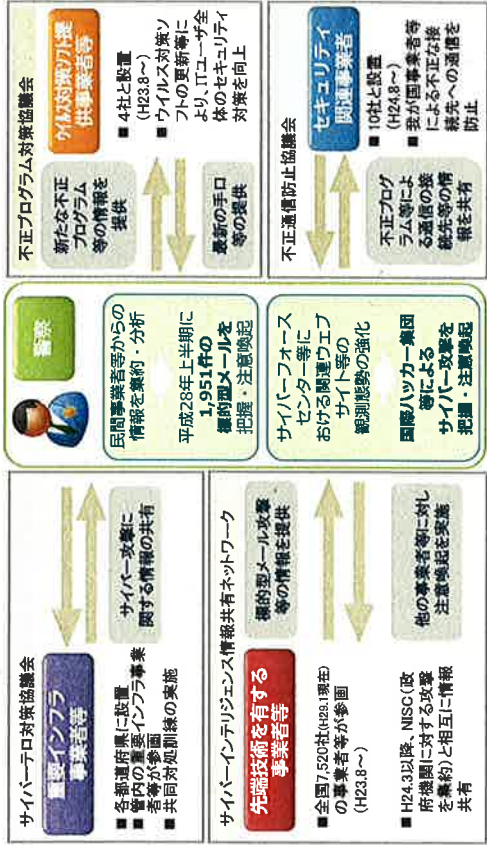 サイバーテロ対策協議会
重要インフラ
事業者等
■各都道府県に設置
■管内の重要インフラ事業
者等が参画
■共同対処訓練の実施
サイバー攻撃に
関する情報の共有
サイバーインテリジェンス情報共有ネットワーク
先端技術を有する
事業者等
■全国7,520社(H29.1現在)
の事業者等が参画
(H23.8~)
■H24.3以降、NISC(政
府機関に対する攻撃
を集約)と相互に情報
共有
標的型メール攻撃
等の情報を提供
他の事業者等に対し
注意喚起を実施
警察
民間事業者等からの
情報を集約・分析
平成28年上半期に
1,951件の
標的型メールを
把握・注意喚起
サイバーフォース
センター等に
おける関連ウェブ
サイト等の
観測態勢の強化
国際ハッカー集団
等による
サイバー攻撃を
把握・注意喚起
不正プログラム対策協議会
新たな不正
プログラム
等の情報を
提供
最新の手口
等の提供
ウイルス対策ソフト提
供事業者等
■4社と設置
(H23.8~)
■ウイルス対策ソ
フトの更新等に
より、ITユーザ全
体のセキュリティ
対策を向上
不正通信防止協議会
不正プログ
ラム等によ
る通信の接
続先等の情
報を共有
セキュリティ
関連事業者
■10社と設置
(H24.8~)
■我が国事業者等
による不正な接
続先への通信を
防止